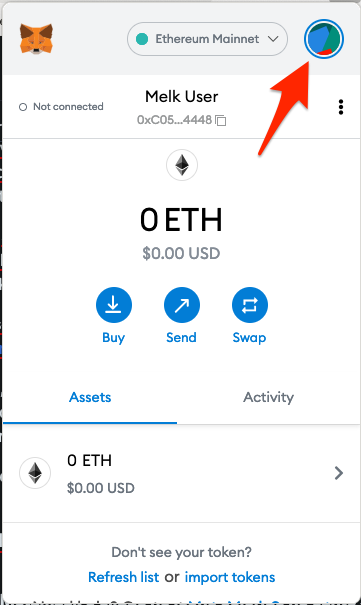 Ethereum Mainnet
Not connected
Melk User
0xC05...4448
0 ETH
$0.00 USD
Buy
Send
Swap
Assets
Activity
0 ETH
$0.00 USD
Don't see your token?
Refresh list or import tokens